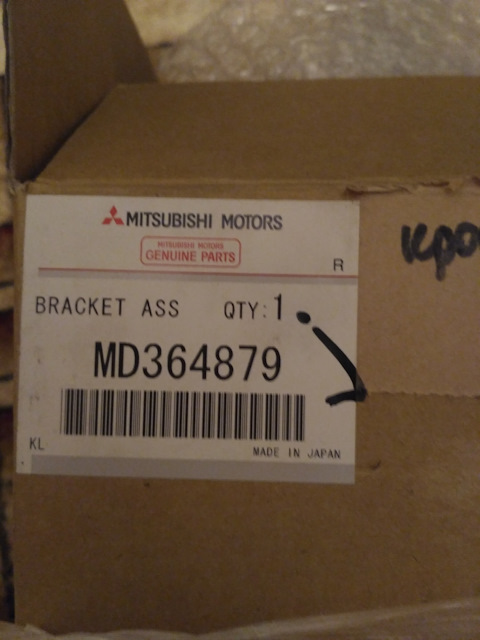 MITSUBISHI MOTORS
MITSUBISHI MOTORS
GENUINE PARTS
R
BRACKET ASS QTY:1
MD364879
KL
MADE IN JAPAN